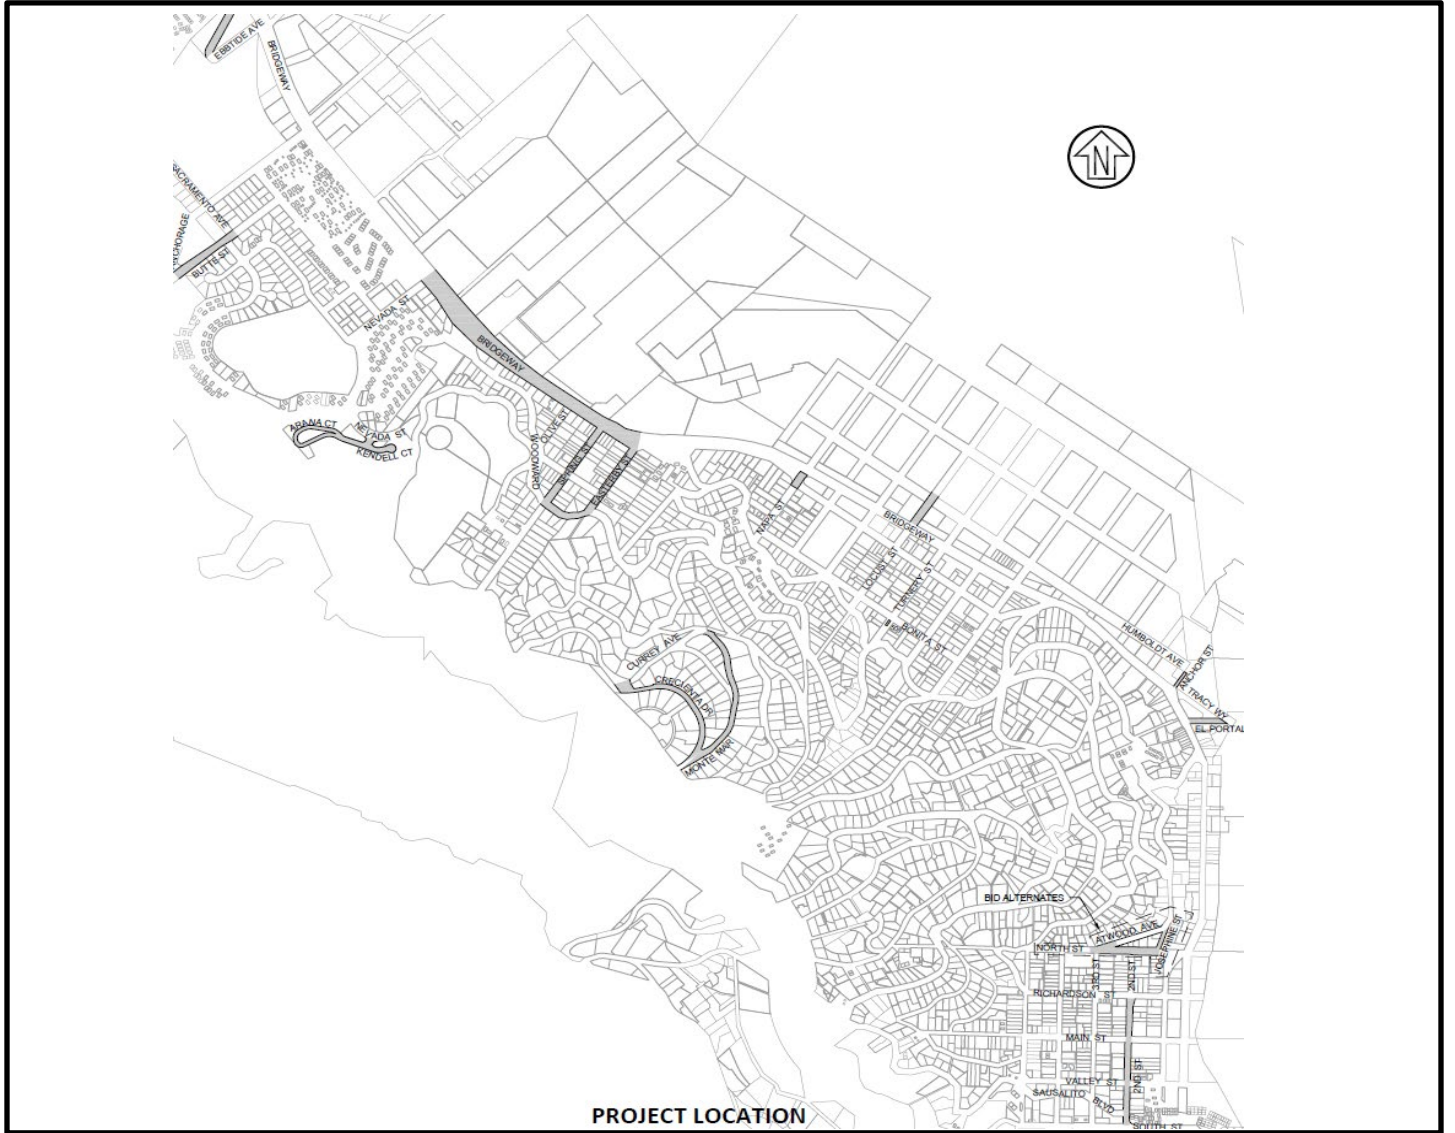 EBBTIDE AVE
BRIDGEWAY
N
SACRAMENTO AVE
ANCHORAGE
BUTTE ST
NEVADA ST
BRIDGEWAY
ARANA CT
NEVADA ST
KENDELL CT
OLIVE ST
WOODWARD
SPRING ST
EASTERBY ST
NAPA ST
BRIDGEWAY
LOCUST ST
TURNERY ST
BONITA ST
HUMBOLDT AVE
ANCHOR ST
TRACY WY
EL PORTAL
CURREY AVE
CRECIENTA DR
MONTE MAR
BID ALTERNATES
ATWOOD AVE
NORTH ST
JOSEPHINE ST
3RD ST
2ND ST
RICHARDSON ST
MAIN ST
VALLEY ST
2ND ST
SAUSALITO BLVD
SOUTH ST
PROJECT LOCATION